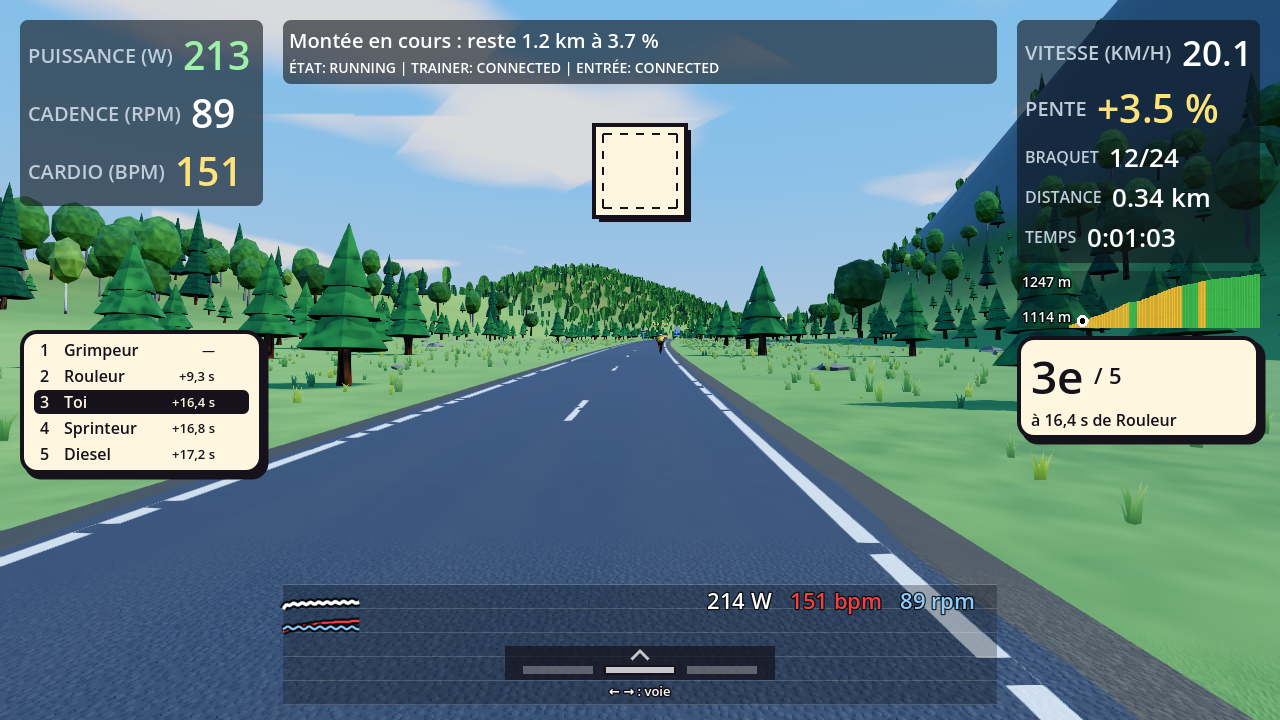 PUISSANCE (W) 213
CADENCE (RPM) 89
CARDIO (BPM) 151
Montée en cours : reste 1.2 km à 3.7 %
ÉTAT: RUNNING | TRAINER: CONNECTED | ENTRÉE: CONNECTED
VITESSE (KM/H) 20.1
PENTE +3.5 %
BRAQUET 12/24
DISTANCE 0.34 km
TEMPS 0:01:03
1247 m
1114 m
1 Grimpeur —
2 Rouleur +9,3 s
3 Toi +16,4 s
4 Sprinteur +16,8 s
5 Diesel +17,2 s
3e / 5
à 16,4 s de Rouleur
214 W 151 bpm 89 rpm
← → : voie